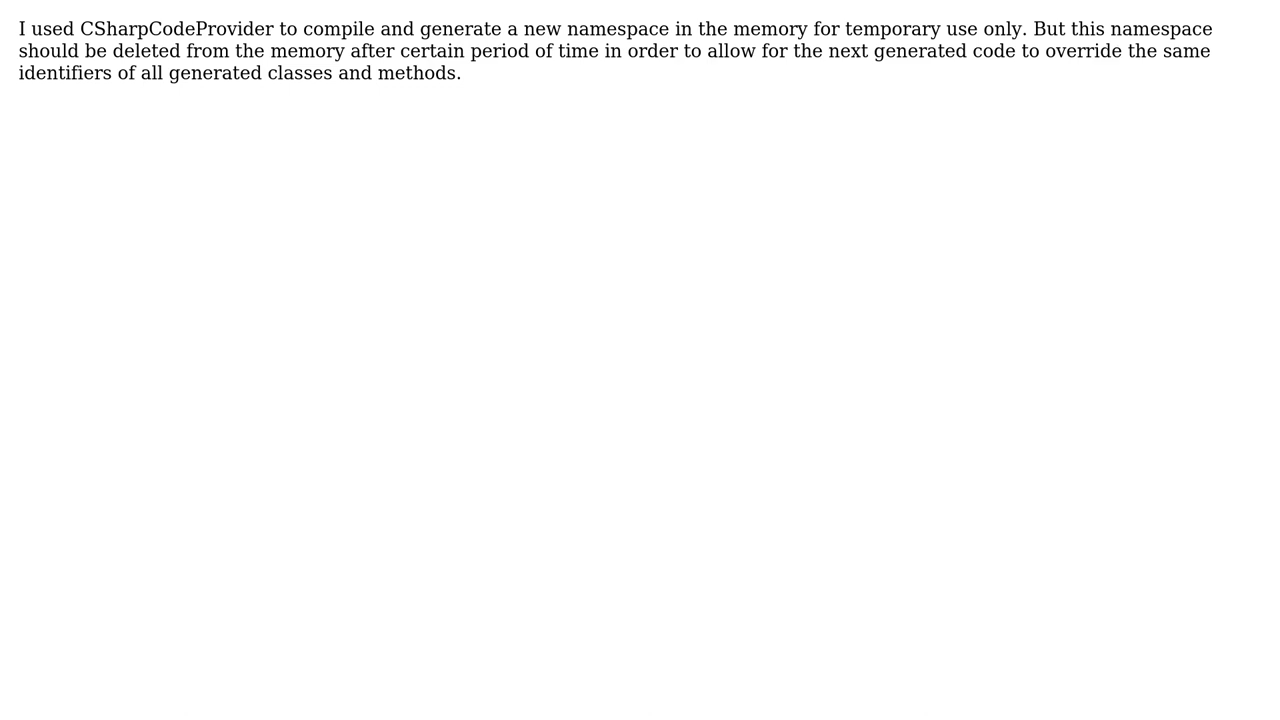 I used CSharpCodeProvider to compile and generate a new namespace in the memory for temporary use only. But this namespace
should be deleted from the memory after certain period of time in order to allow for the next generated code to override the same
identifiers of all generated classes and methods.